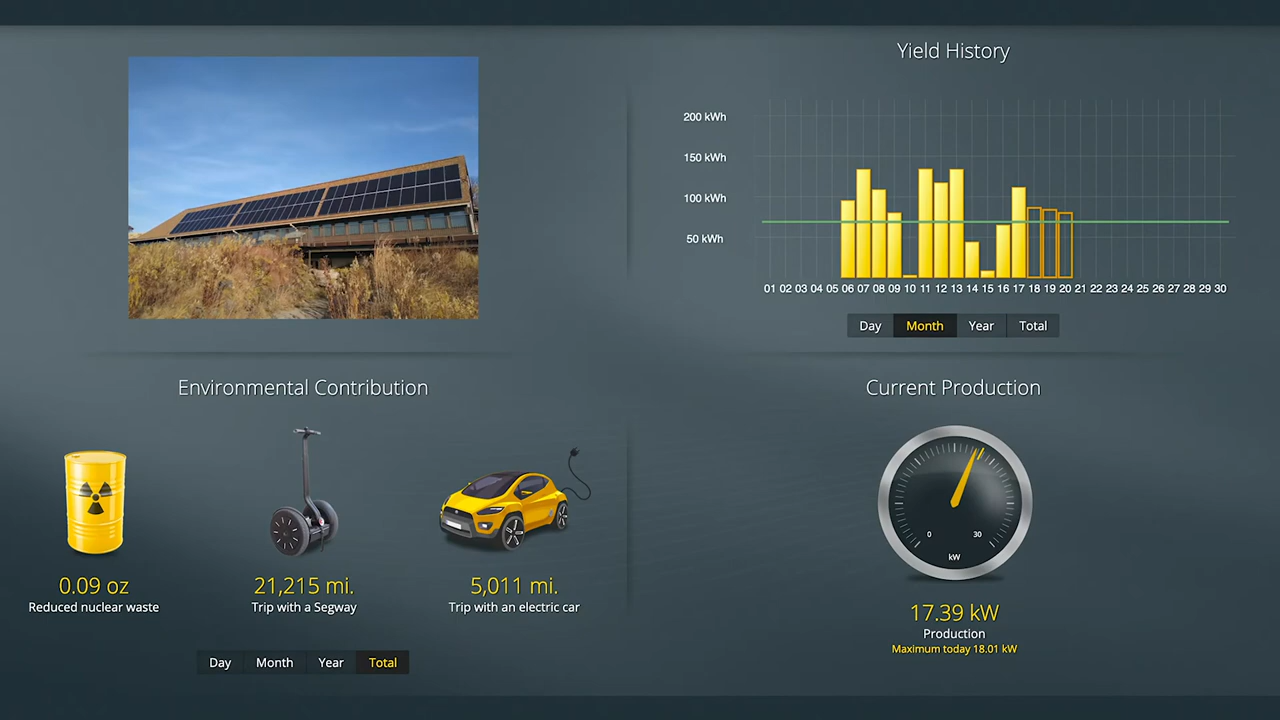 Yield History
200 kWh
150 kWh
100 kWh
50 kWh
01 02 03 04 05 06 07 08 09 10 11 12 13 14 15 16 17 18 19 20 21 22 23 24 25 26 27 28 29 30
Day Month Year Total
Environmental Contribution
0.09 oz
Reduced nuclear waste
21,215 mi.
Trip with a Segway
5,011 mi.
Trip with an electric car
Day Month Year Total
Current Production
0 30
kW
17.39 kW
Production
Maximum today 18.01 kW